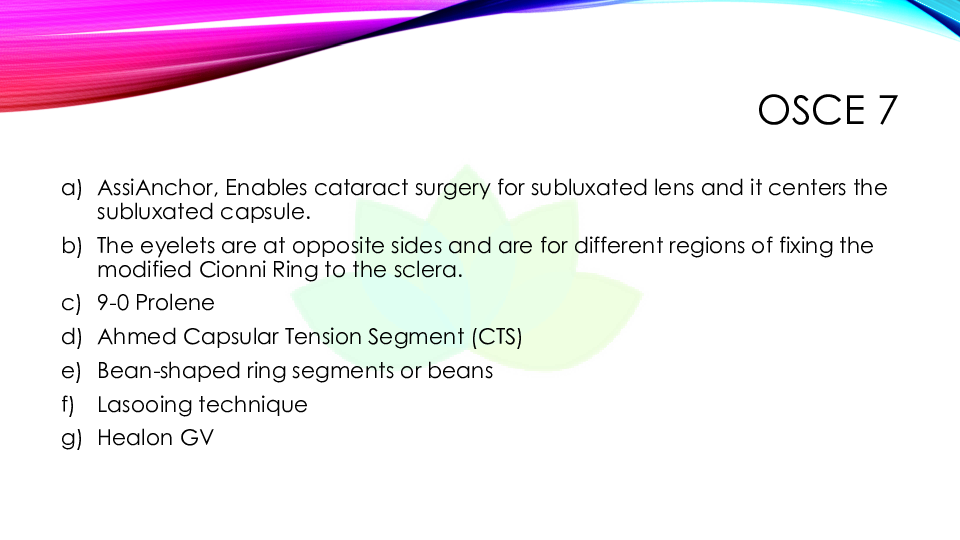 OSCE 7
a) AssiAnchor, Enables cataract surgery for subluxated lens and it centers the
subluxated capsule.
b) The eyelets are at opposite sides and are for different regions of fixing the
modified Cionni Ring to the sclera.
c) 9-0 Prolene
d) Ahmed Capsular Tension Segment (CTS)
e) Bean-shaped ring segments or beans
f) Lasooing technique
g) Healon GV